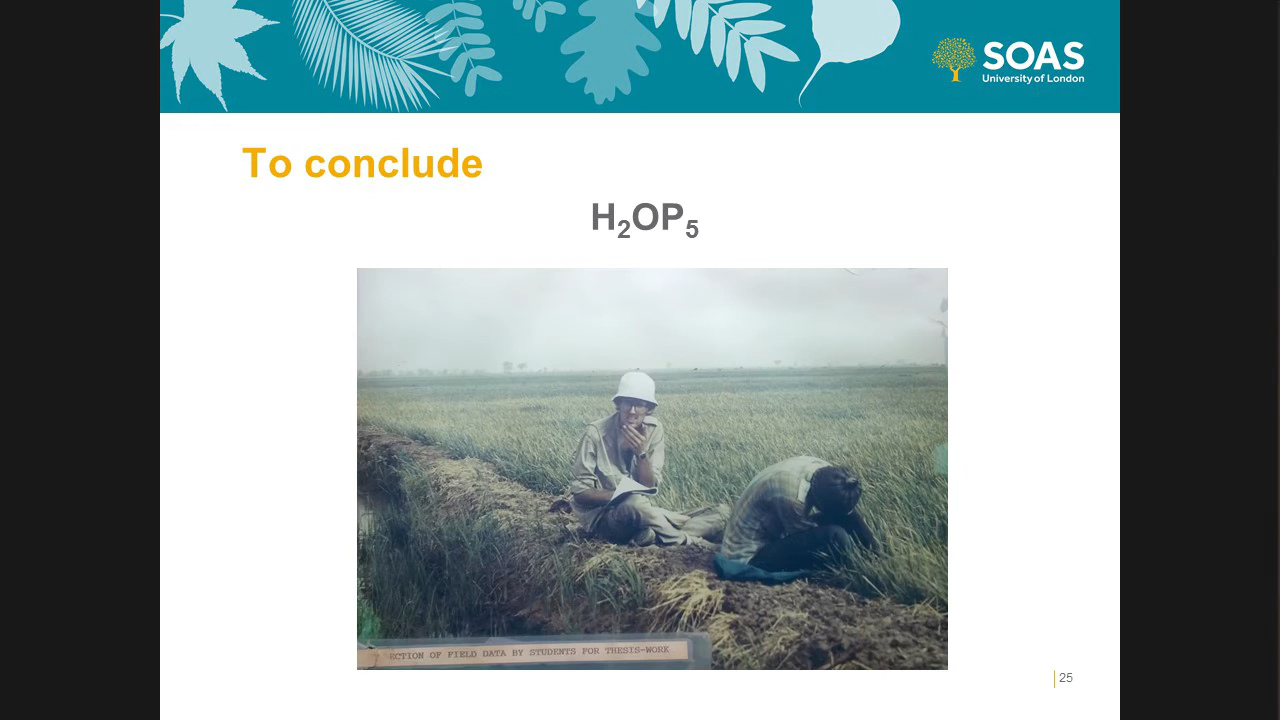 SOAS
University of London
To conclude
H₂OP₅
ECTION OF FIELD DATA BY STUDENTS FOR THESIS-WORK
25